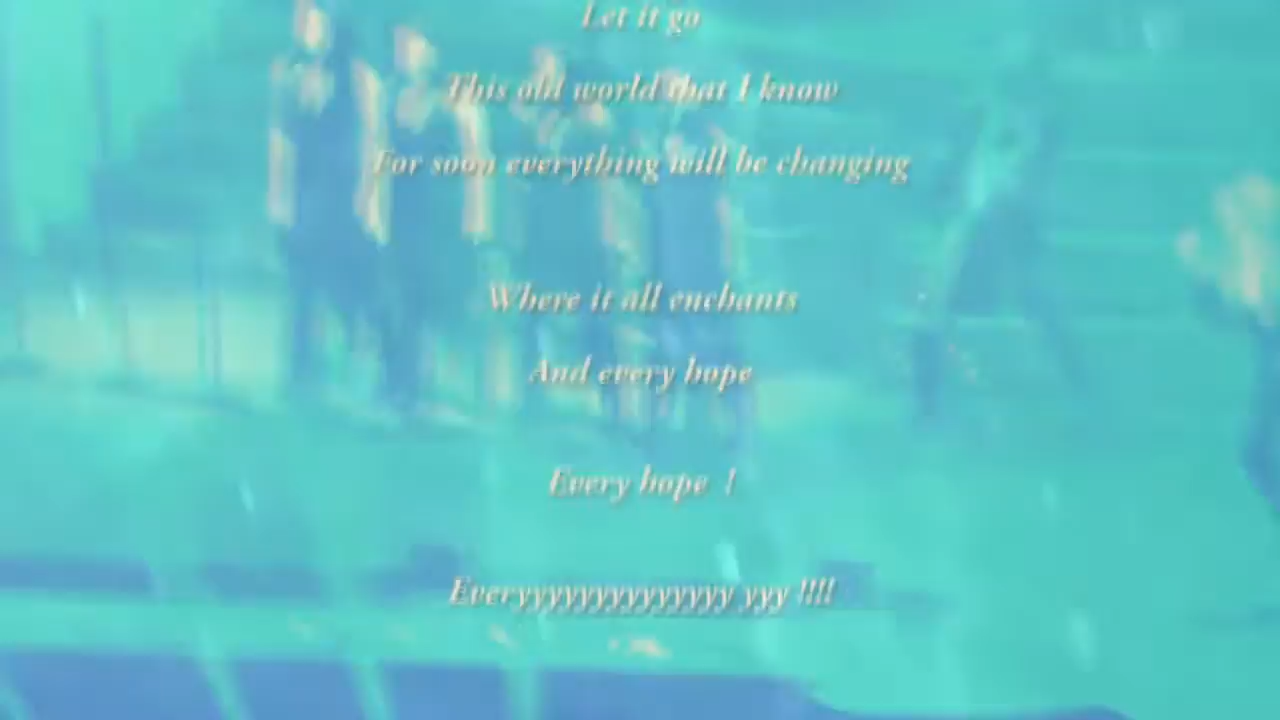 Let it go
This old world that I know
For soon everything will be changing
Where it all enchants
And every hope
Every hope !
Everyyyyyyyyyyyyyyy yyy !!!!